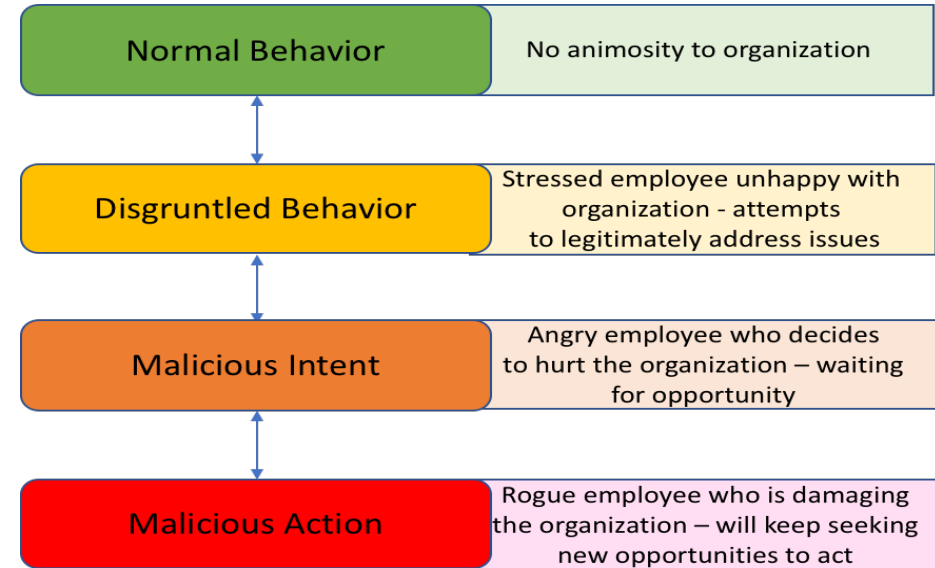 Normal Behavior
No animosity to organization
Disgruntled Behavior
Stressed employee unhappy with
organization - attempts
to legitimately address issues
Malicious Intent
Angry employee who decides
to hurt the organization – waiting
for opportunity
Malicious Action
Rogue employee who is damaging
the organization – will keep seeking
new opportunities to act